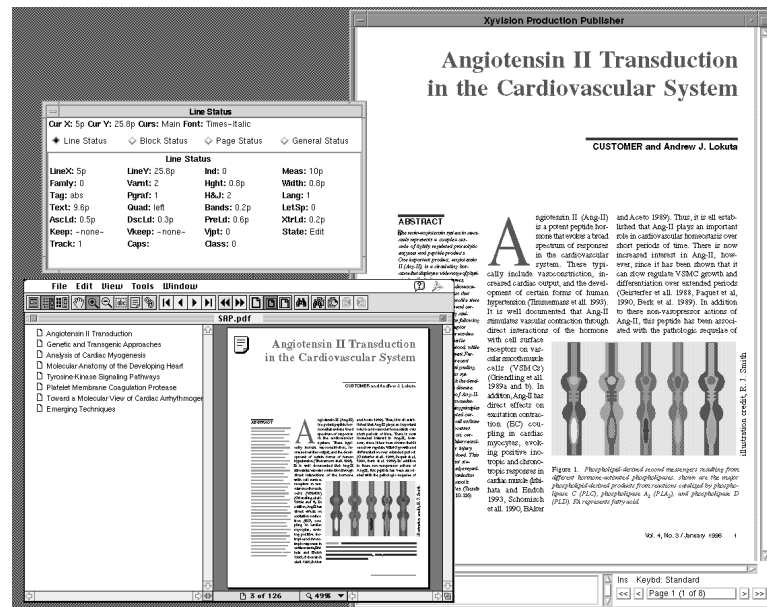 Xyvision Production Publisher
Angiotensin II Transduction
in the Cardiovascular System
CUSTOMER and Andrew J. Lokuta
Line Status
Cur X: 5p Cur Y: 25.8p Curs: Main Font: Times-Italic
Line Status Block Status Page Status General Status
Line Status
LineX: 5p LineY: 25.8p Ind: 0 Meas: 10p
Famly: 0 Varnt: 2 Hght: 0.8p Width: 0.8p
Tag: abs Pgraf: 1 H&J: 2 Lang: 1
Text: 9.6p Quad: left Bands: 0.2p LetSp: 0
AscLd: 0.5p DscLd: 0.3p PreLd: 0.6p XtrLd: 0.2p
Keep: -none- Vkeep: -none- Vjpt: 0 State: Edit
Track: 1 Caps: Class: 0
ABSTRACT
Angiotensin II (Ang-II)
is a potent peptide hor-
mone that evokes a broad
spectrum of responses
in the cardiovascular
system. These typi-
cally include vasoconstriction, in-
creased cardiac output, and the devel-
opment of certain forms of human
hypertension (Timmermans et al. 1993).
It is well documented that Ang-II
stimulates vascular contraction through
direct interactions of the hormone
with cell surface
receptors on vas-
cular smooth muscle
cells (VSMCs)
(Griendling et all.
1989a and b). In
addition, Ang-II has
direct effects on
excitation contrac-
tion (EC) cou-
pling in cardiac
myocytes, evok-
ing positive ino-
tropic and chrono-
tropic responses in
cardiac muscle (Ishi-
hata and Endoh
1993, Schomisch
et all. 1990, BAker
and Aceto 1989). Thus, it is ell estab-
lished that Ang-II plays an important
role in cardiovascular homeostasis over
short periods of time. There is now
increased interest in Ang-II, how-
ever, since it has been shown that it
can slow regulate VSMC growth and
differentiation over extended periods
(Geisterfer et all. 1988, Paquet et al,
1990, Berk et al. 1989). In addition
to these non-vasopressor actions of
Ang-II, this peptide has been associ-
ated with the pathologic requelae of
illustration credit, R. J. Smith
Figure 1. Phospholipid-derived second messengers resulting from
different hormone-activated phospholipases. shown are the major
phospholipid-derived products from reactions catalized by phospho-
lipase C (PLC), phospholipase A2 (PLA2), and phospholipase D
(PLD). FA represents fatty acid.
Vol. 4, No. 3 / January 1996 1
File Edit View Tools Window
SAP.pdf
Angiotensin II Transduction
Genetic and Transgenic Approaches
Analysis of Cardiac Myogenesis
Molecular Anatomy of the Developing Heart
Tyrosine-Kinase Signaling Pathways
Platelet Membrane Coagulation Protease
Toward a Molecular View of Cardiac Arrhythmogen
Emerging Techniques
Angiotensin II Transduction
in the Cardiovascular System
CUSTOMER and Andrew J. Lokuta
ABSTRACT
3 of 126 49%
Ins Keybd: Standard
<< < Page 1 (1 of 8) > >>